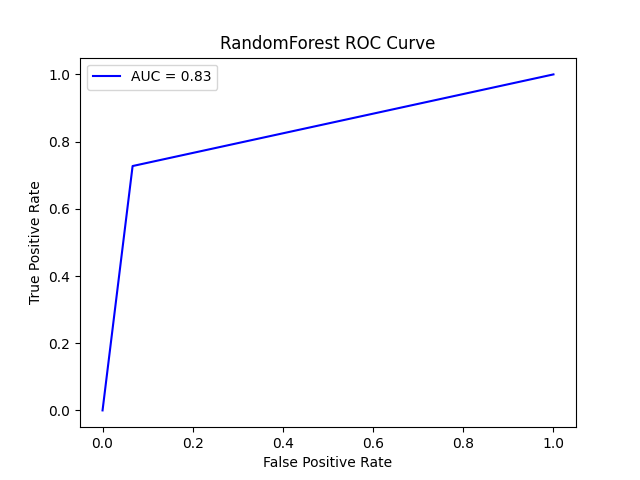 RandomForest ROC Curve
AUC = 0.83
1.0
0.8
0.6
0.4
0.2
0.0
True Positive Rate
0.0 0.2 0.4 0.6 0.8 1.0
False Positive Rate